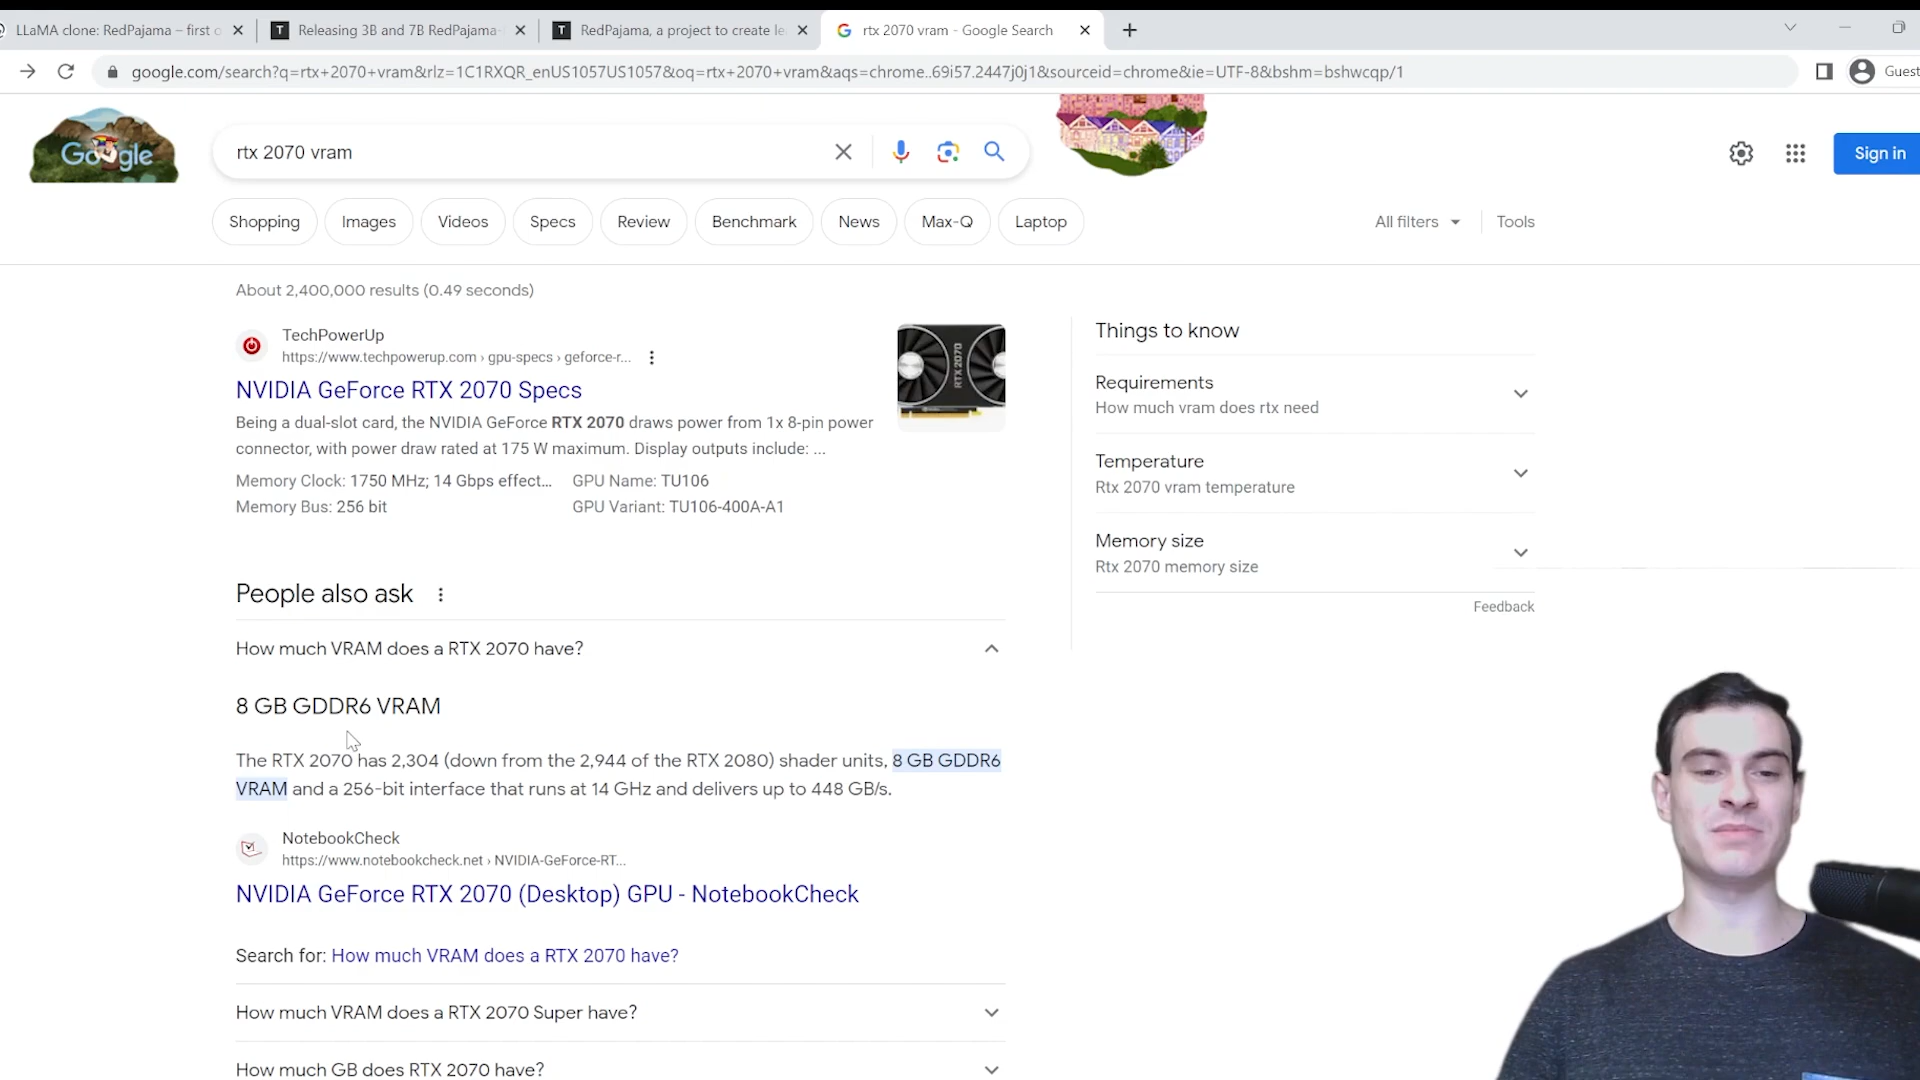 LLaMA clone: RedPajama – first o
Releasing 3B and 7B RedPajama-
RedPajama, a project to create le
rtx 2070 vram - Google Search
google.com/search?q=rtx+2070+vram&rlz=1C1RXQR_enUS1057US1057&oq=rtx+2070+vram&aqs=chrome..69i57.2447j0j1&sourceid=chrome&ie=UTF-8&bshm=bshwcqp/1
Guest
Google
rtx 2070 vram
Sign in
Shopping
Images
Videos
Specs
Review
Benchmark
News
Max-Q
Laptop
All filters
Tools
About 2,400,000 results (0.49 seconds)
TechPowerUp
https://www.techpowerup.com › gpu-specs › geforce-r...
NVIDIA GeForce RTX 2070 Specs
Being a dual-slot card, the NVIDIA GeForce RTX 2070 draws power from 1x 8-pin power
connector, with power draw rated at 175 W maximum. Display outputs include: ...
Memory Clock: 1750 MHz; 14 Gbps effect... GPU Name: TU106
Memory Bus: 256 bit GPU Variant: TU106-400A-A1
RTX 2070
People also ask
How much VRAM does a RTX 2070 have?
8 GB GDDR6 VRAM
The RTX 2070 has 2,304 (down from the 2,944 of the RTX 2080) shader units, 8 GB GDDR6
VRAM and a 256-bit interface that runs at 14 GHz and delivers up to 448 GB/s.
NotebookCheck
https://www.notebookcheck.net › NVIDIA-GeForce-RT...
NVIDIA GeForce RTX 2070 (Desktop) GPU - NotebookCheck
Search for: How much VRAM does a RTX 2070 have?
How much VRAM does a RTX 2070 Super have?
How much GB does RTX 2070 have?
Things to know
Requirements
How much vram does rtx need
Temperature
Rtx 2070 vram temperature
Memory size
Rtx 2070 memory size
Feedback